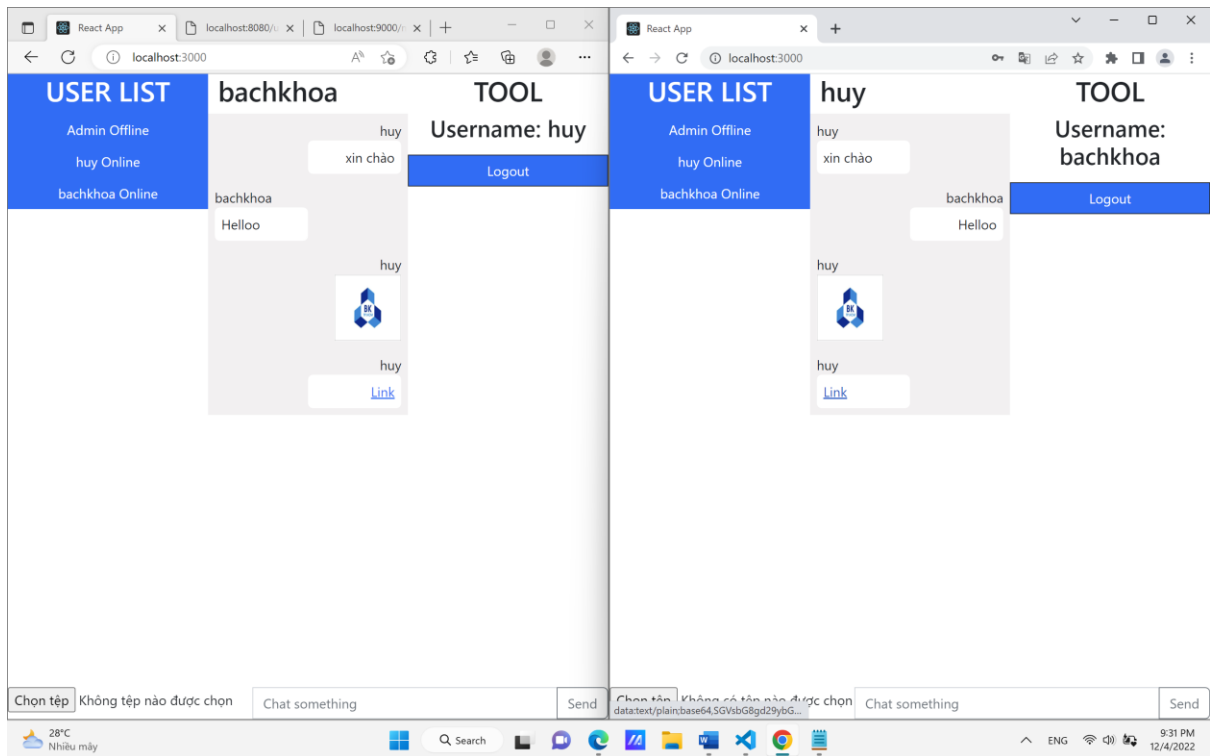 React App
localhost:8080/u
localhost:9000/
localhost:3000
USER LIST
Admin Offline
huy Online
bachkhoa Online
bachkhoa
huy
xin chào
bachkhoa
Helloo
huy
BK
huy
Link
TOOL
Username: huy
Logout
Chọn tệp Không tệp nào được chọn
Chat something
Send
React App
localhost:3000
USER LIST
Admin Offline
huy Online
bachkhoa Online
huy
huy
xin chào
bachkhoa
Helloo
huy
BK
huy
Link
TOOL
Username:
bachkhoa
Logout
Chọn tệp Không có tệp nào được chọn
data:text/plain;base64,SGVsbG8gd29ybG...
Chat something
Send
28°C
Nhiều mây
Search
ENG
9:31 PM
12/4/2022